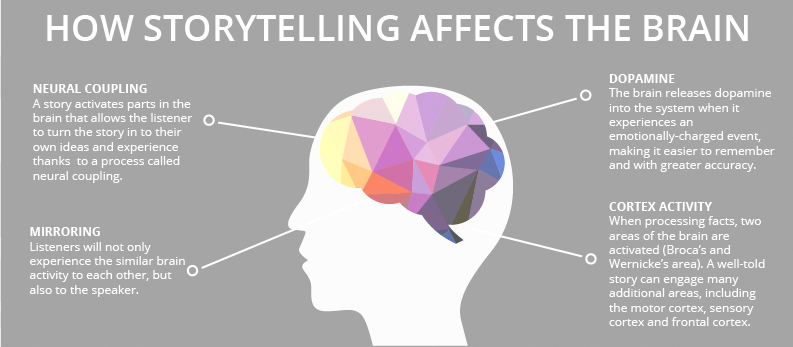 HOW STORYTELLING AFFECTS THE BRAIN
NEURAL COUPLING
A story activates parts in the
brain that allows the listener
to turn the story in to their
own ideas and experience
thanks to a process called
neural coupling.
MIRRORING
Listeners will not only
experience the similar brain
activity to each other, but
also to the speaker.
DOPAMINE
The brain releases dopamine
into the system when it
experiences an
emotionally-charged event,
making it easier to remember
and with greater accuracy.
CORTEX ACTIVITY
When processing facts, two
areas of the brain are
activated (Broca's and
Wernicke's area). A well-told
story can engage many
additional areas, including
the motor cortex, sensory
cortex and frontal cortex.